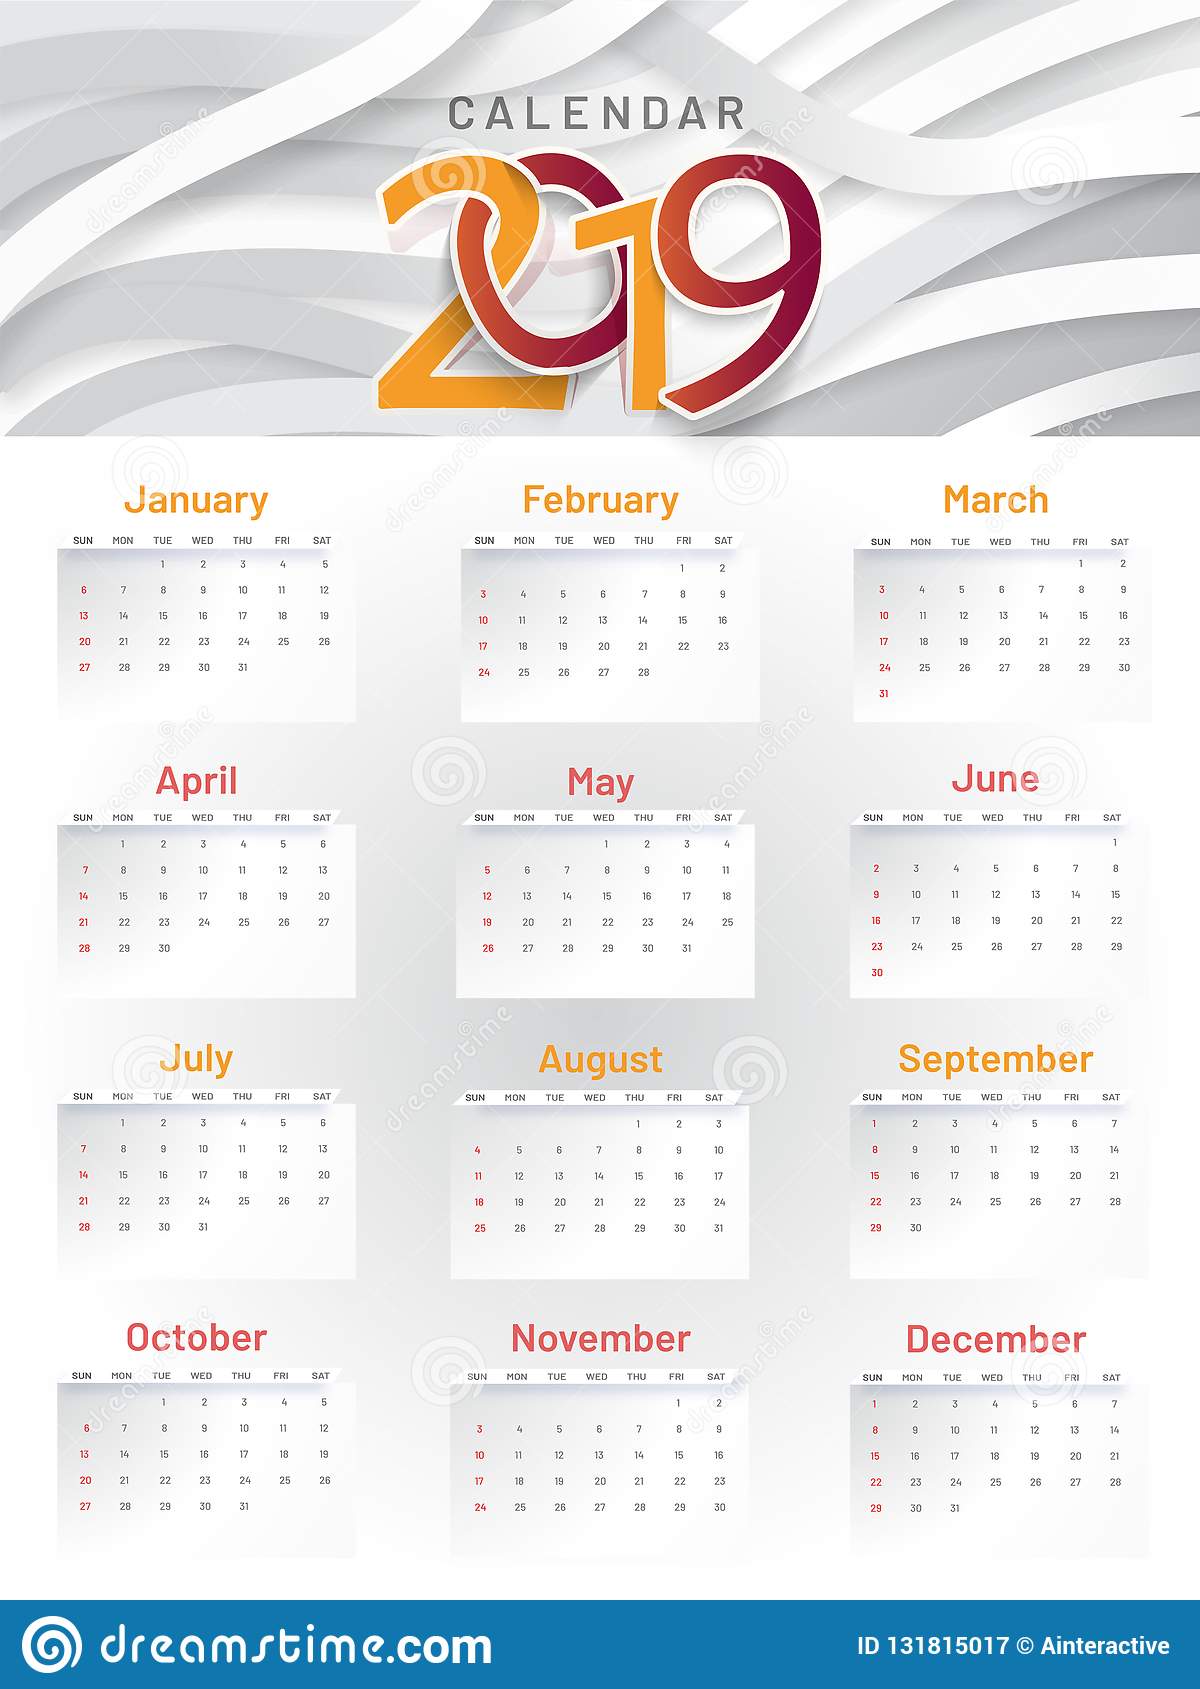 CALENDAR
2019
January February March
SUN MON TUE WED THU FRI SAT SUN MON TUE WED THU FRI SAT SUN MON TUE WED THU FRI SAT
1 2 3 4 5 1 2 1 2
6 7 8 9 10 11 12 3 4 5 6 7 8 9 3 4 5 6 7 8 9
13 14 15 16 17 18 19 10 11 12 13 14 15 16 10 11 12 13 14 15 16
20 21 22 23 24 25 26 17 18 19 20 21 22 23 17 18 19 20 21 22 23
27 28 29 30 31 24 25 26 27 28 24 25 26 27 28 29 30
31
April May June
SUN MON TUE WED THU FRI SAT SUN MON TUE WED THU FRI SAT SUN MON TUE WED THU FRI SAT
1 2 3 4 5 6 1 2 3 4 1
7 8 9 10 11 12 13 5 6 7 8 9 10 11 2 3 4 5 6 7 8
14 15 16 17 18 19 20 12 13 14 15 16 17 18 9 10 11 12 13 14 15
21 22 23 24 25 26 27 19 20 21 22 23 24 25 16 17 18 19 20 21 22
28 29 30 26 27 28 29 30 31 23 24 25 26 27 28 29
30
July August September
SUN MON TUE WED THU FRI SAT SUN MON TUE WED THU FRI SAT SUN MON TUE WED THU FRI SAT
1 2 3 4 5 6 1 2 3 1 2 3 4 5 6 7
7 8 9 10 11 12 13 4 5 6 7 8 9 10 8 9 10 11 12 13 14
14 15 16 17 18 19 20 11 12 13 14 15 16 17 15 16 17 18 19 20 21
21 22 23 24 25 26 27 18 19 20 21 22 23 24 22 23 24 25 26 27 28
28 29 30 31 25 26 27 28 29 30 31 29 30
October November December
SUN MON TUE WED THU FRI SAT SUN MON TUE WED THU FRI SAT SUN MON TUE WED THU FRI SAT
1 2 3 4 5 1 2 1 2 3 4 5 6 7
6 7 8 9 10 11 12 3 4 5 6 7 8 9 8 9 10 11 12 13 14
13 14 15 16 17 18 19 10 11 12 13 14 15 16 15 16 17 18 19 20 21
20 21 22 23 24 25 26 17 18 19 20 21 22 23 22 23 24 25 26 27 28
27 28 29 30 31 24 25 26 27 28 29 30 29 30 31
dreamstime.com ID 131815017 © Ainteractive